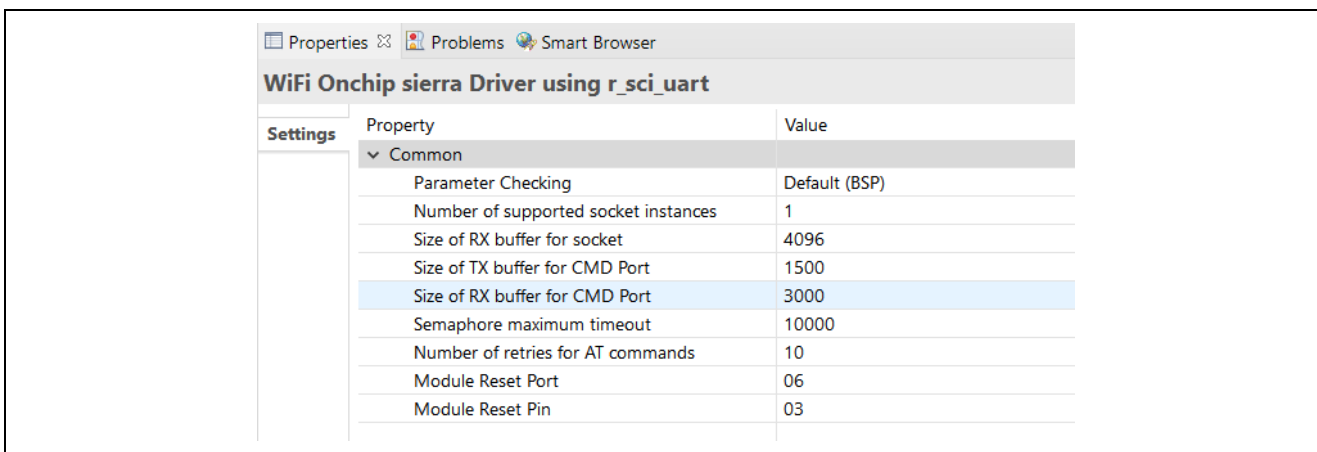 Properties Problems Smart Browser
WiFi Onchip sierra Driver using r_sci_uart
Settings Property Value
Common
Parameter Checking Default (BSP)
Number of supported socket instances 1
Size of RX buffer for socket 4096
Size of TX buffer for CMD Port 1500
Size of RX buffer for CMD Port 3000
Semaphore maximum timeout 10000
Number of retries for AT commands 10
Module Reset Port 06
Module Reset Pin 03